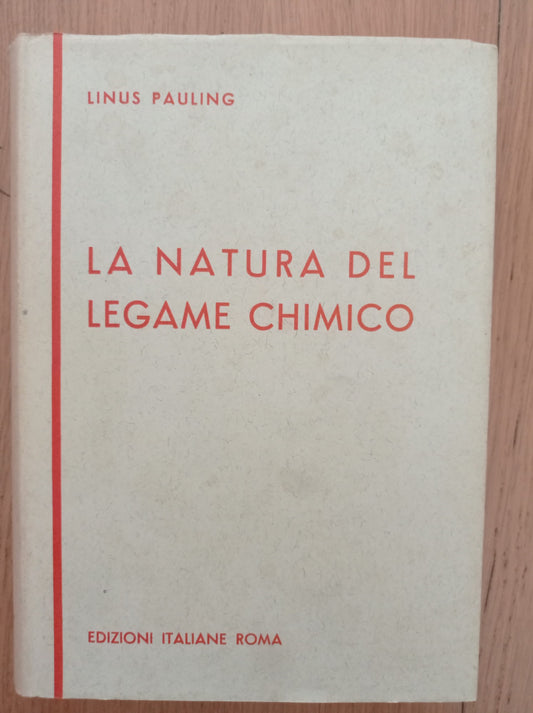 LINUS PAULING
LA NATURA DEL
LEGAME CHIMICO
EDIZIONI ITALIANE ROMA